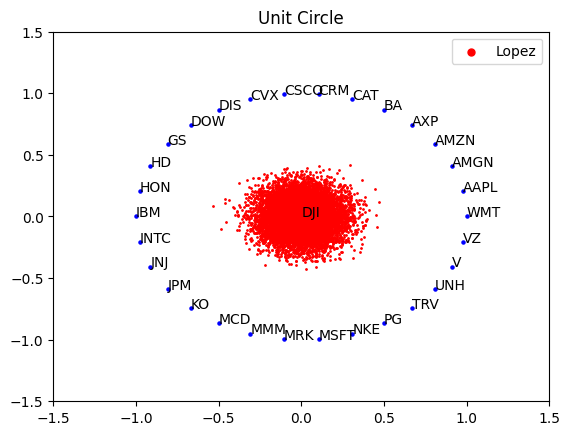 Unit Circle
1.5
Lopez
1.0
CSCO
CRM
CVX
CAT
DIS
BA
DOW
AXP
GS
AMZN
0.5
HD
AMGN
HON
AAPL
0.0
IBM
DJI
WMT
INTC
VZ
JNJ
V
−0.5
JPM
UNH
KO
TRV
MCD
PG
MMM
NKE
−1.0
MRK
MSFT
−1.5
−1.5 −1.0 −0.5 0.0 0.5 1.0 1.5